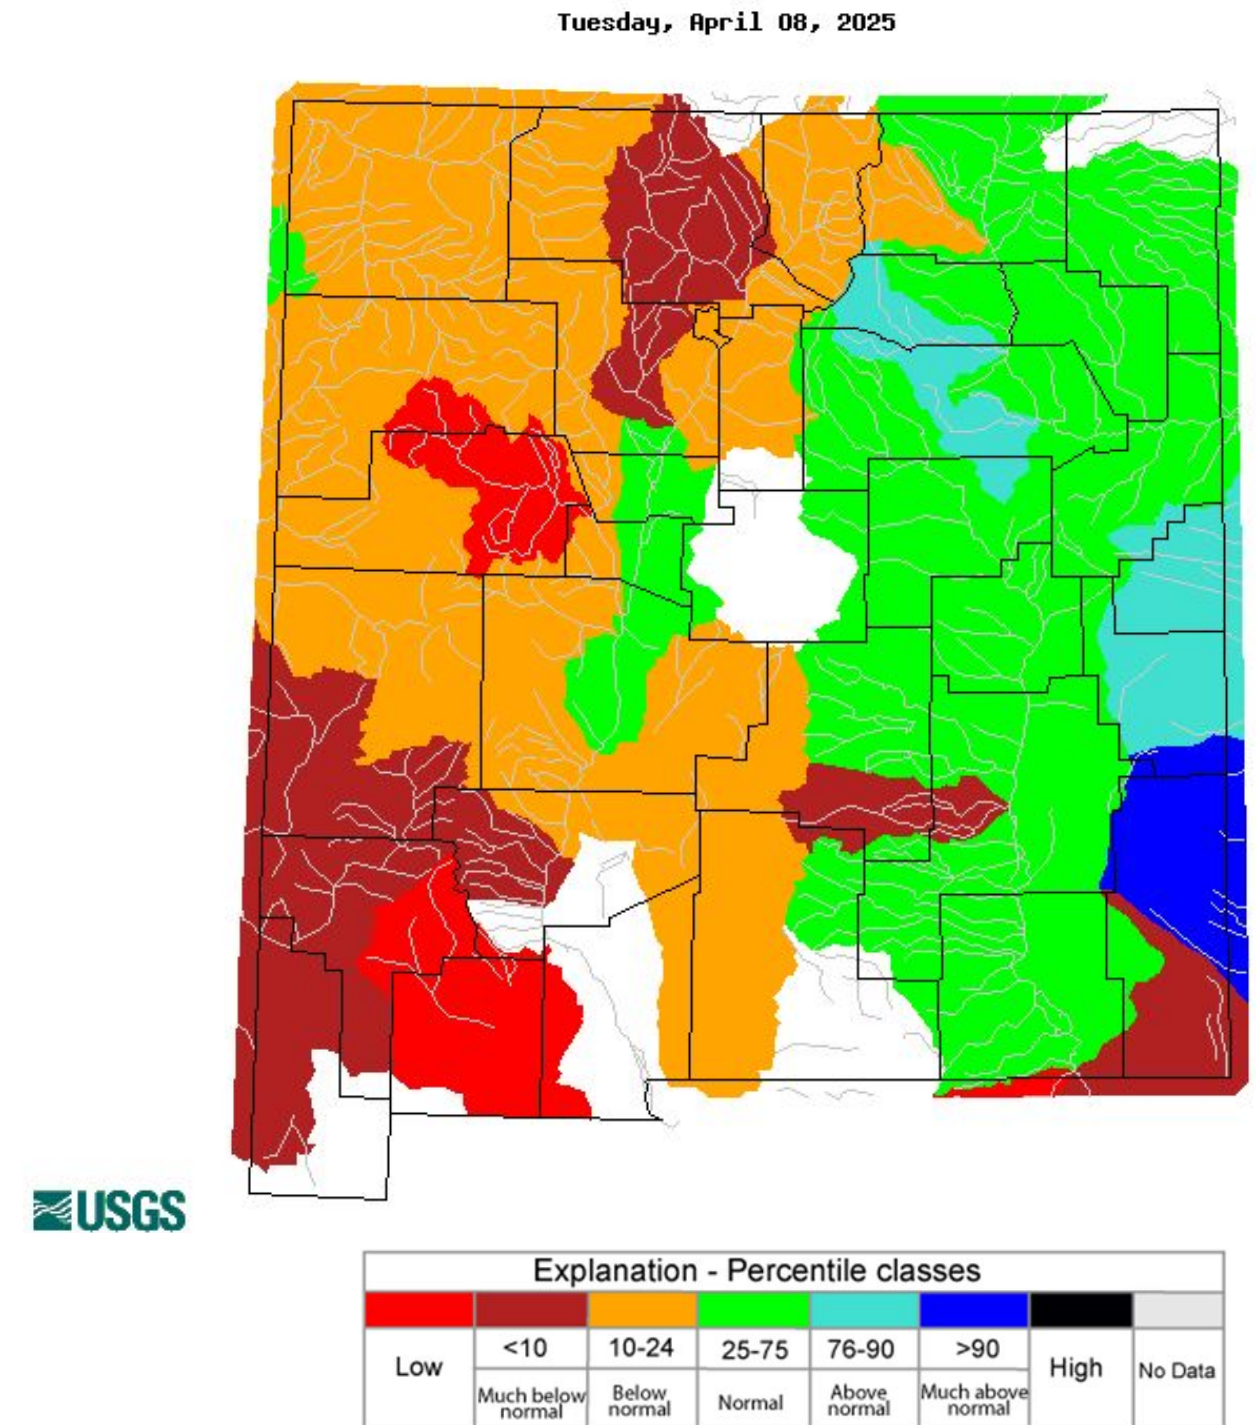 Tuesday, April 08, 2025
USGS
Explanation - Percentile classes
<10 10-24 25-75 76-90 >90
Low High No Data
Much below normal Below normal Normal Above normal Much above normal